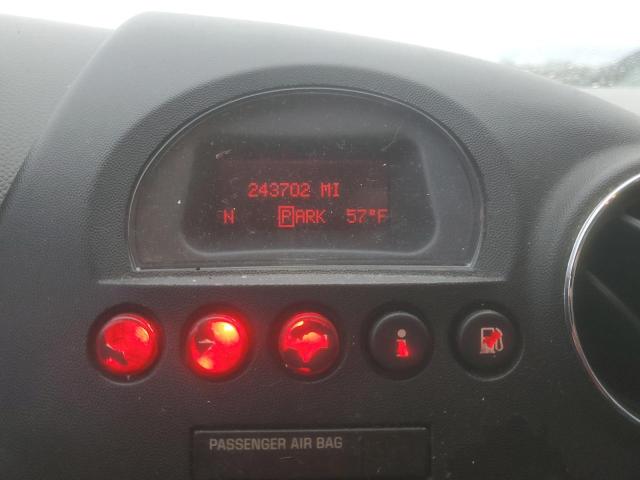 243702 MI
N PARK 57°F
i
PASSENGER AIR BAG